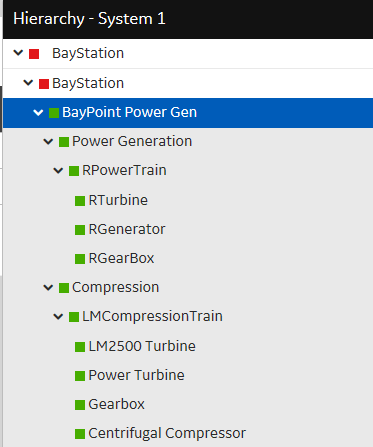 Hierarchy - System 1
BayStation
BayStation
BayPoint Power Gen
Power Generation
RPowerTrain
RTurbine
RGenerator
RGearBox
Compression
LMCompressionTrain
LM2500 Turbine
Power Turbine
Gearbox
Centrifugal Compressor